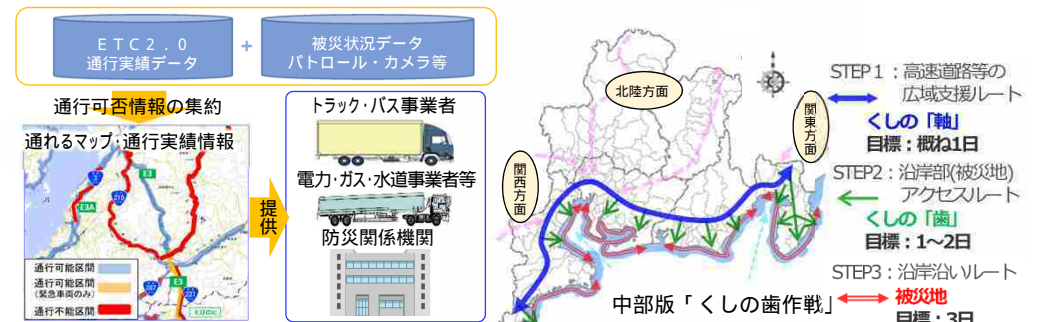 ETC2.0
通行実績データ
+
被災状況データ
パトロール・カメラ等
通行可否情報の集約
通れるマップ・通行実績情報
E3
E3A
E3
通行可能区間
通行可能区間
(緊急車両のみ)
通行不能区間
提供
トラック・バス事業者
電力・ガス・水道事業者等
防災関係機関
北陸方面
関東方面
関西方面
中部版「くしの歯作戦」
STEP1：高速道路等の
広域支援ルート
くしの「軸」
目標：概ね1日
STEP2：沿岸部(被災地)
アクセスルート
くしの「歯」
目標：1～2日
STEP3：沿岸沿いルート
被災地
目標：3日